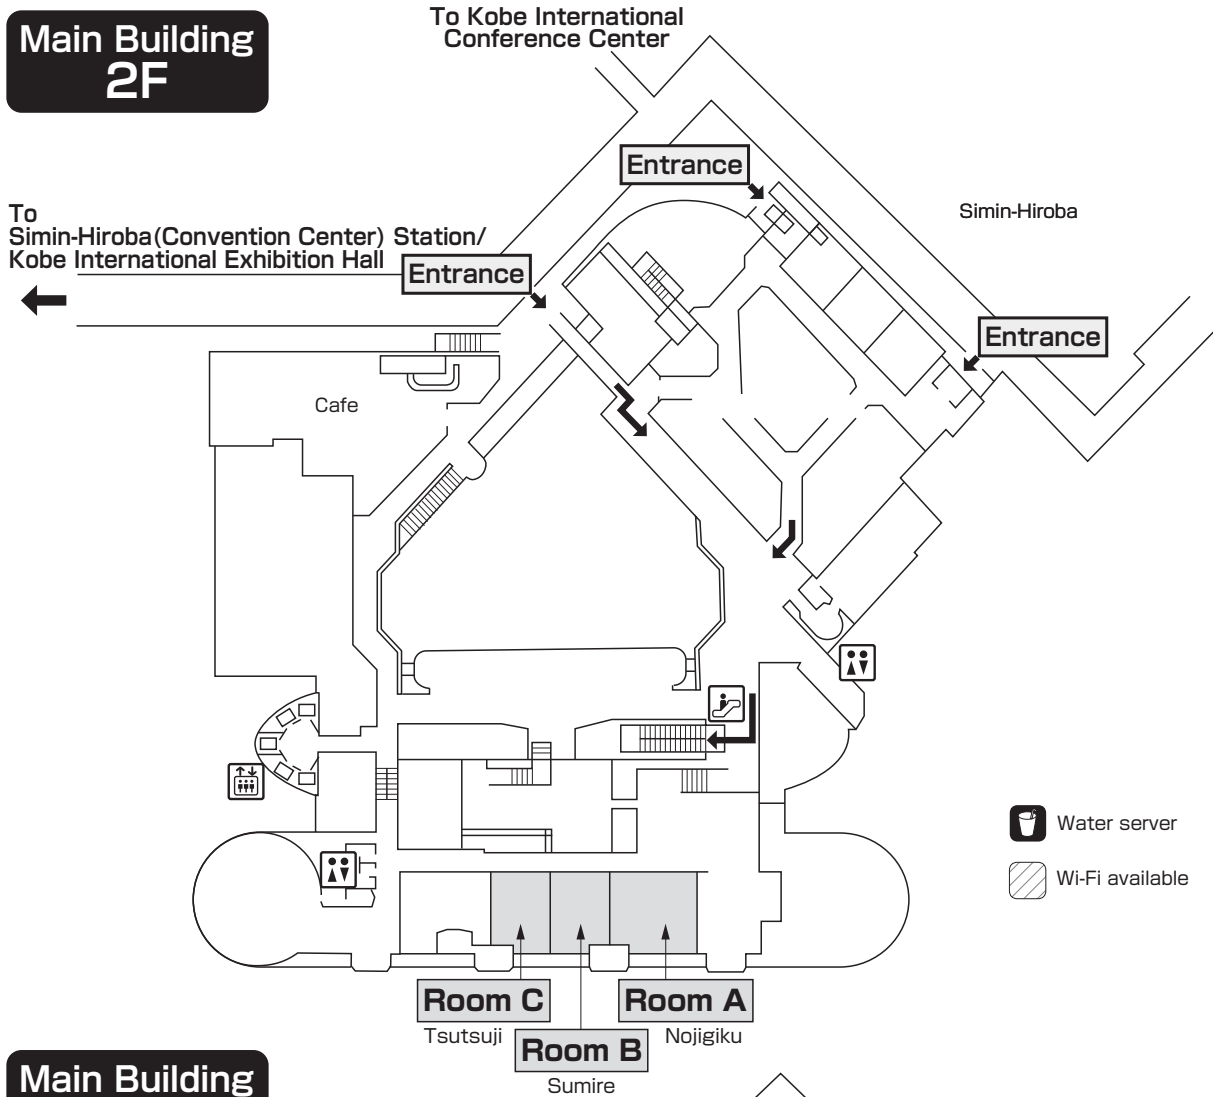 Main Building
2F
To Kobe International
Conference Center
Entrance
Simin-Hiroba
To
Simin-Hiroba(Convention Center) Station/
Kobe International Exhibition Hall
Entrance
Entrance
Cafe
Water server
Wi-Fi available
Room C
Tsutsuji
Room A
Nojigiku
Room B
Sumire
Main Building